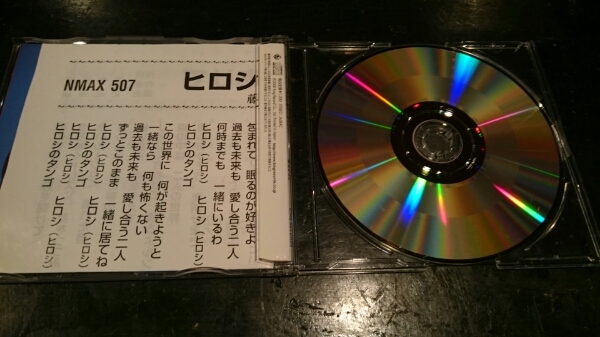 NMAX 507
ヒロシ
藤
包まれて　眠るのが好きよ
過去も未来も　愛し合う二人
何時までも　一緒にいるわ
ヒロシ（ヒロシ）　ヒロシ（ヒロシ）
ヒロシのタンゴ
この世界に　何が起きようと
一緒なら　何も怖くない
過去も未来も　愛し合う二人
ずっとこのまま　一緒に居てね
ヒロシ（ヒロシ）　ヒロシ（ヒロシ）
ヒロシのタンゴ
ヒロシ（ヒロシ）　ヒロシ（ヒロシ）
ヒロシのタンゴ